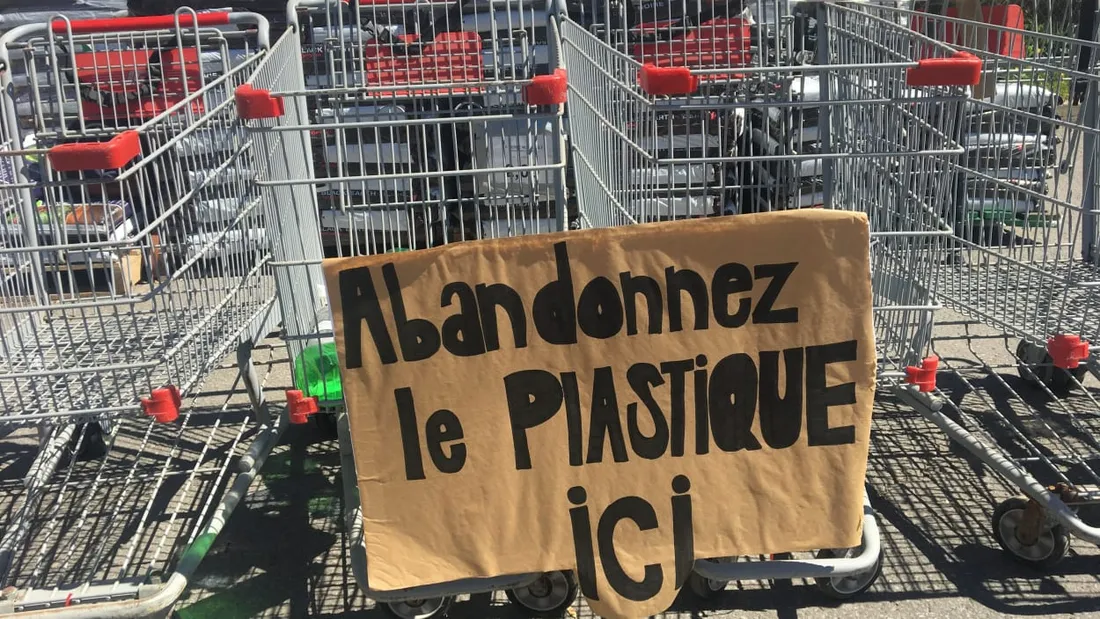 Abandonnez
le PlASTiQUE
iCi